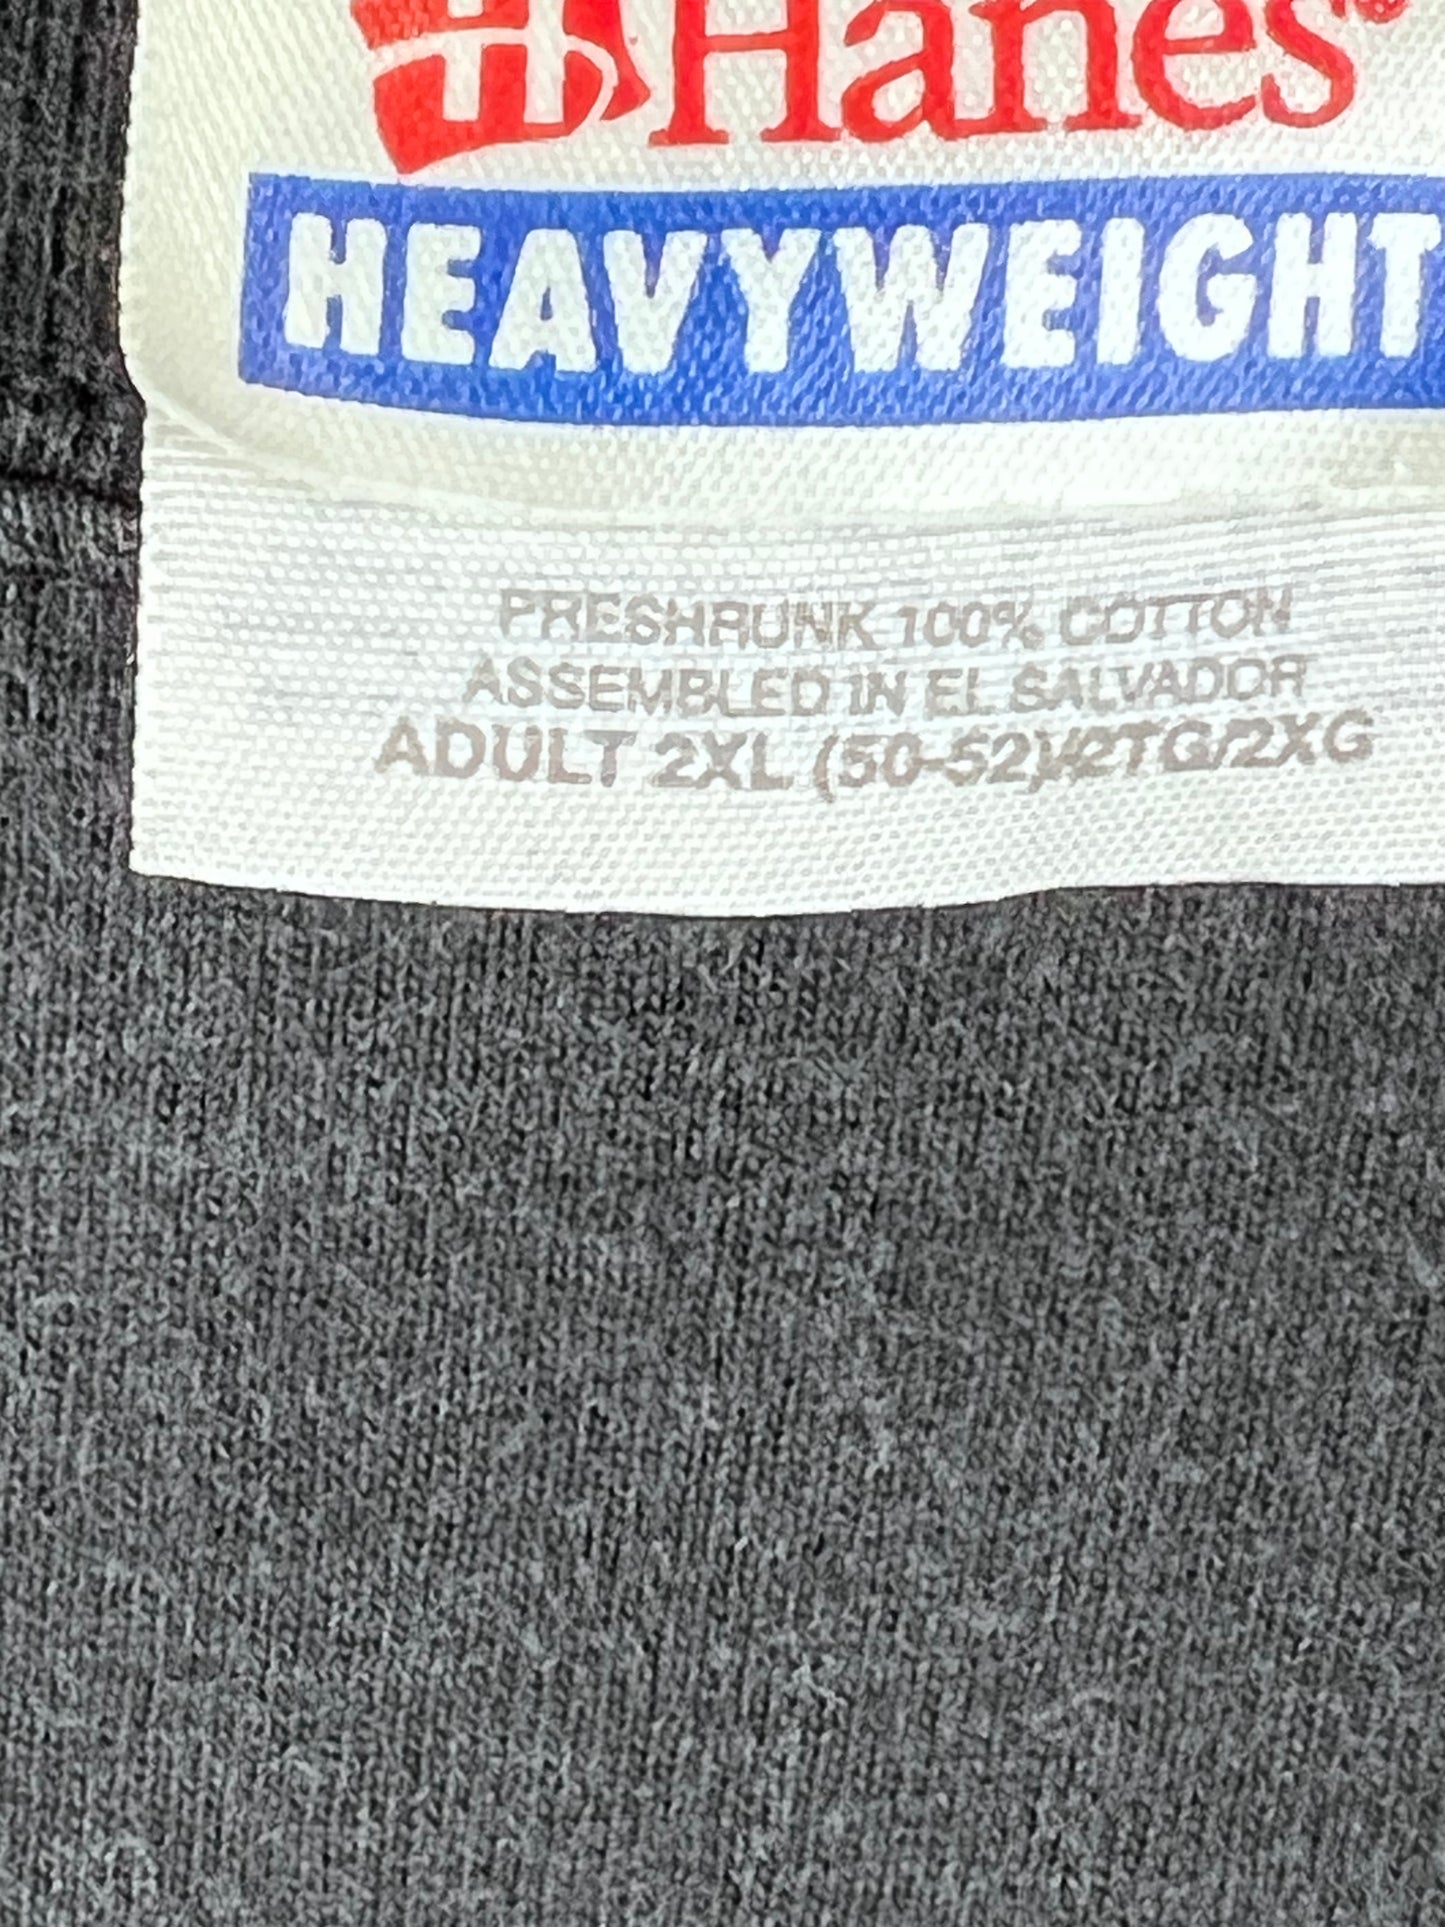 H Hanes®
HEAVYWEIGHT
PRESHRUNK 100% COTTON
ASSEMBLED IN EL SALVADOR
ADULT 2XL (50-52)/2TG/2XG